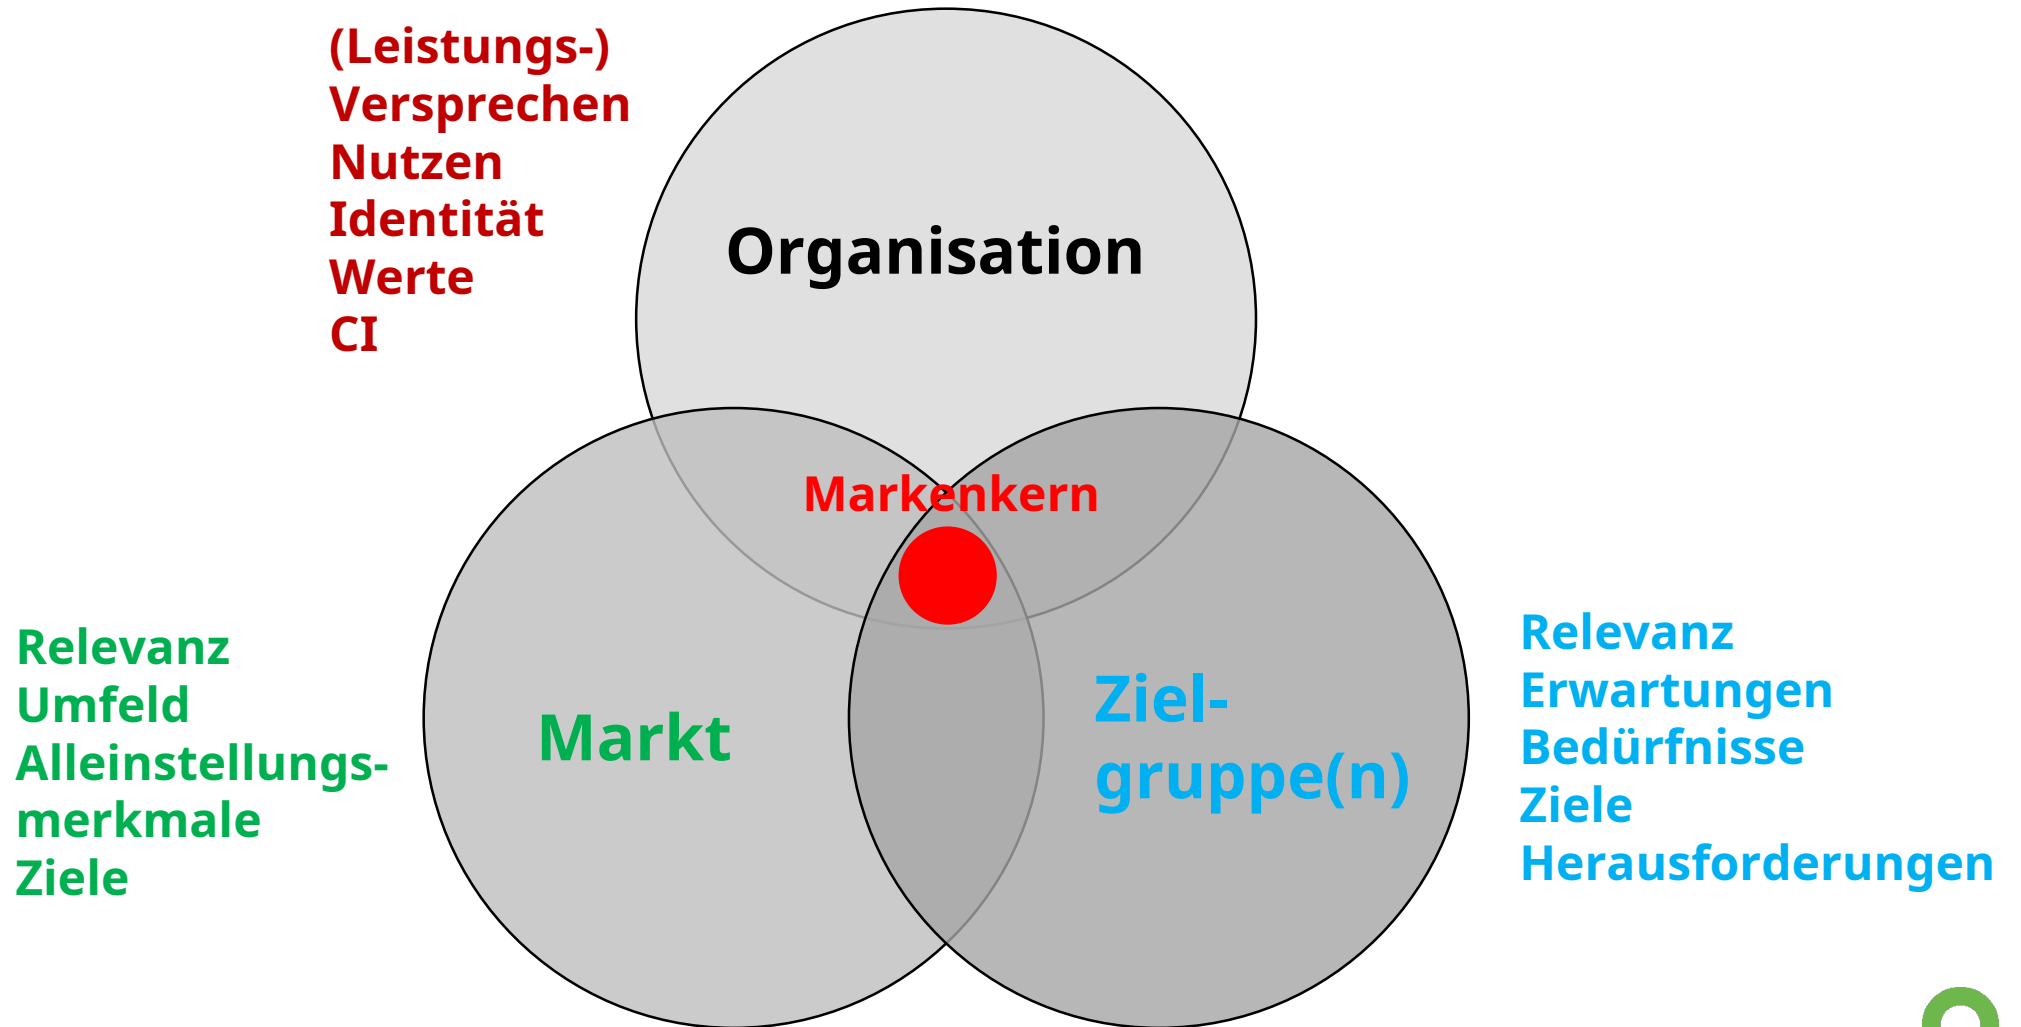 (Leistungs-)
Versprechen
Nutzen
Identität
Werte
CI
Organisation
Markenkern
Relevanz
Umfeld
Alleinstellungs-
merkmale
Ziele
Markt
Ziel-
gruppe(n)
Relevanz
Erwartungen
Bedürfnisse
Ziele
Herausforderungen